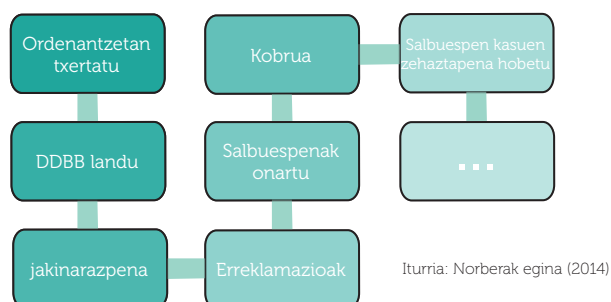 Ordenantzetan
txertatu
DDBB landu
jakinarazpena
Erreklamazioak
Salbuespenak
onartu
Kobrua
Salbuespen kasuen
zehaztapena hobetu
...
Iturria: Norberak egina (2014)